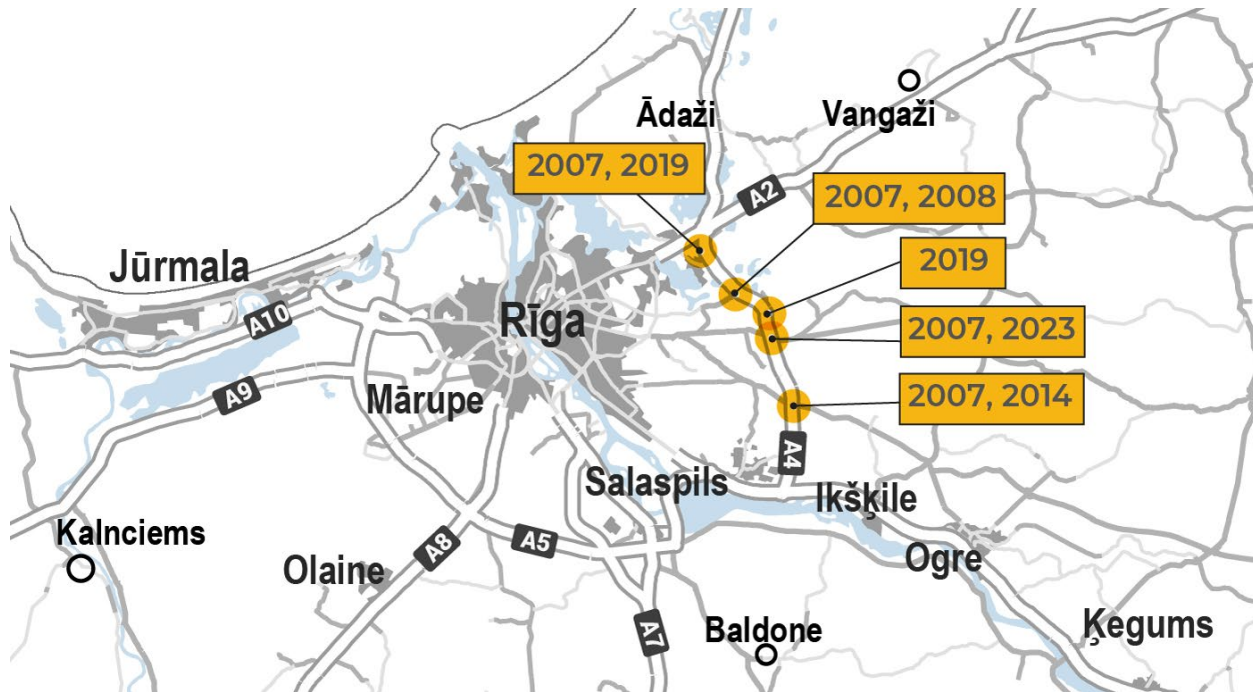 Vangaži
Ādaži
2007, 2019
A2
2007, 2008
Jūrmala
2019
A10
Rīga
2007, 2023
A9
Mārupe
2007, 2014
A4
Salaspils
Ikšķile
Kalnciems
A8
A5
Olaine
Ogre
A7
Baldone
Ķegums